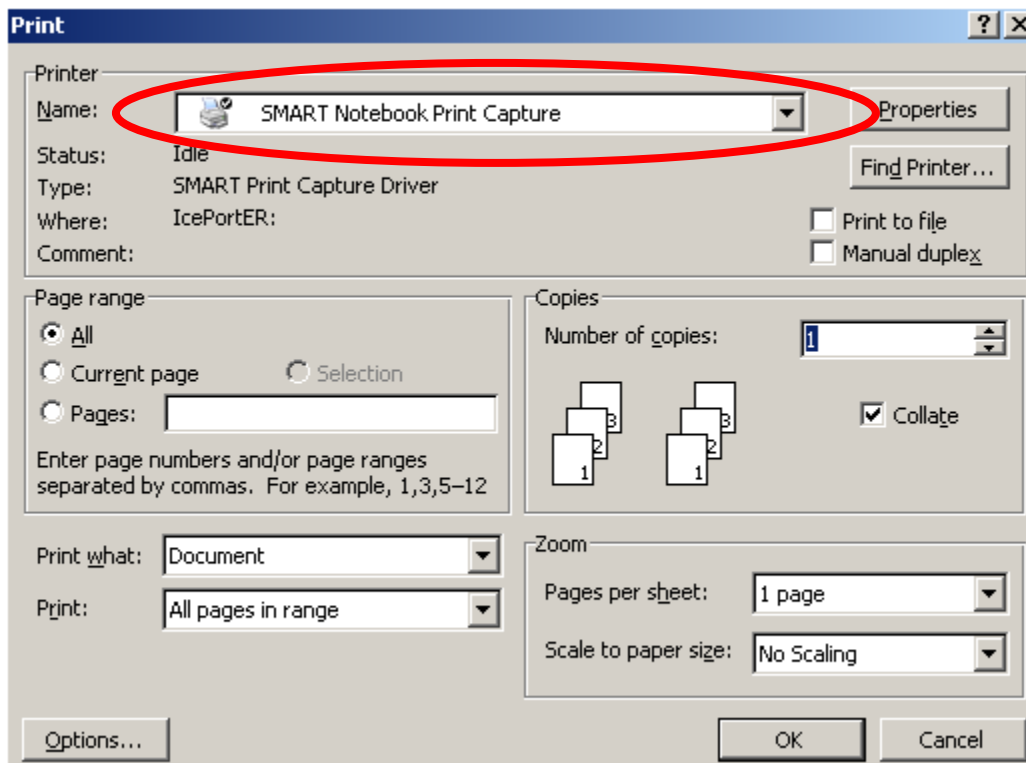 Print
Printer
Name: SMART Notebook Print Capture Properties
Status: Idle Find Printer...
Type: SMART Print Capture Driver
Where: IcePortER: Print to file
Comment: Manual duplex
Page range
All
Current page Selection
Pages:
Enter page numbers and/or page ranges
separated by commas. For example, 1,3,5–12
Copies
Number of copies: 1
3 3
2 2
1 1
Collate
Print what: Document
Print: All pages in range
Zoom
Pages per sheet: 1 page
Scale to paper size: No Scaling
Options... OK Cancel